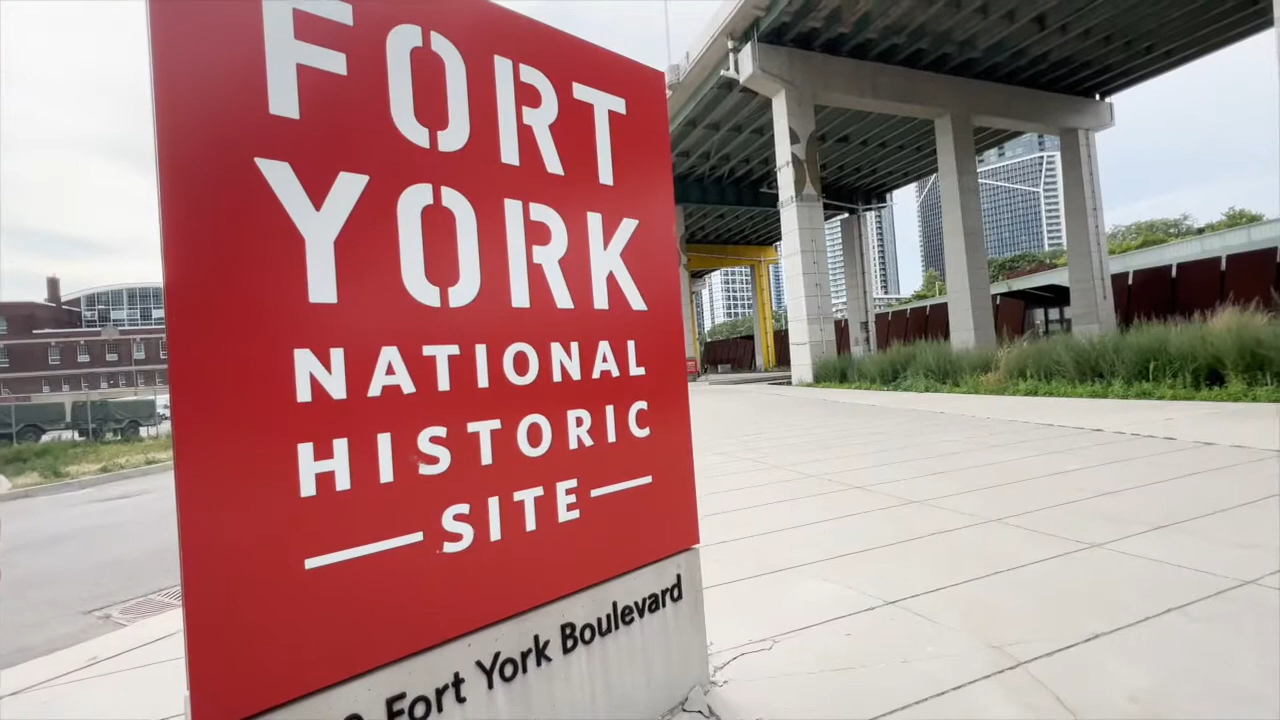 FORT
YORK
NATIONAL
HISTORIC
SITE
Fort York Boulevard